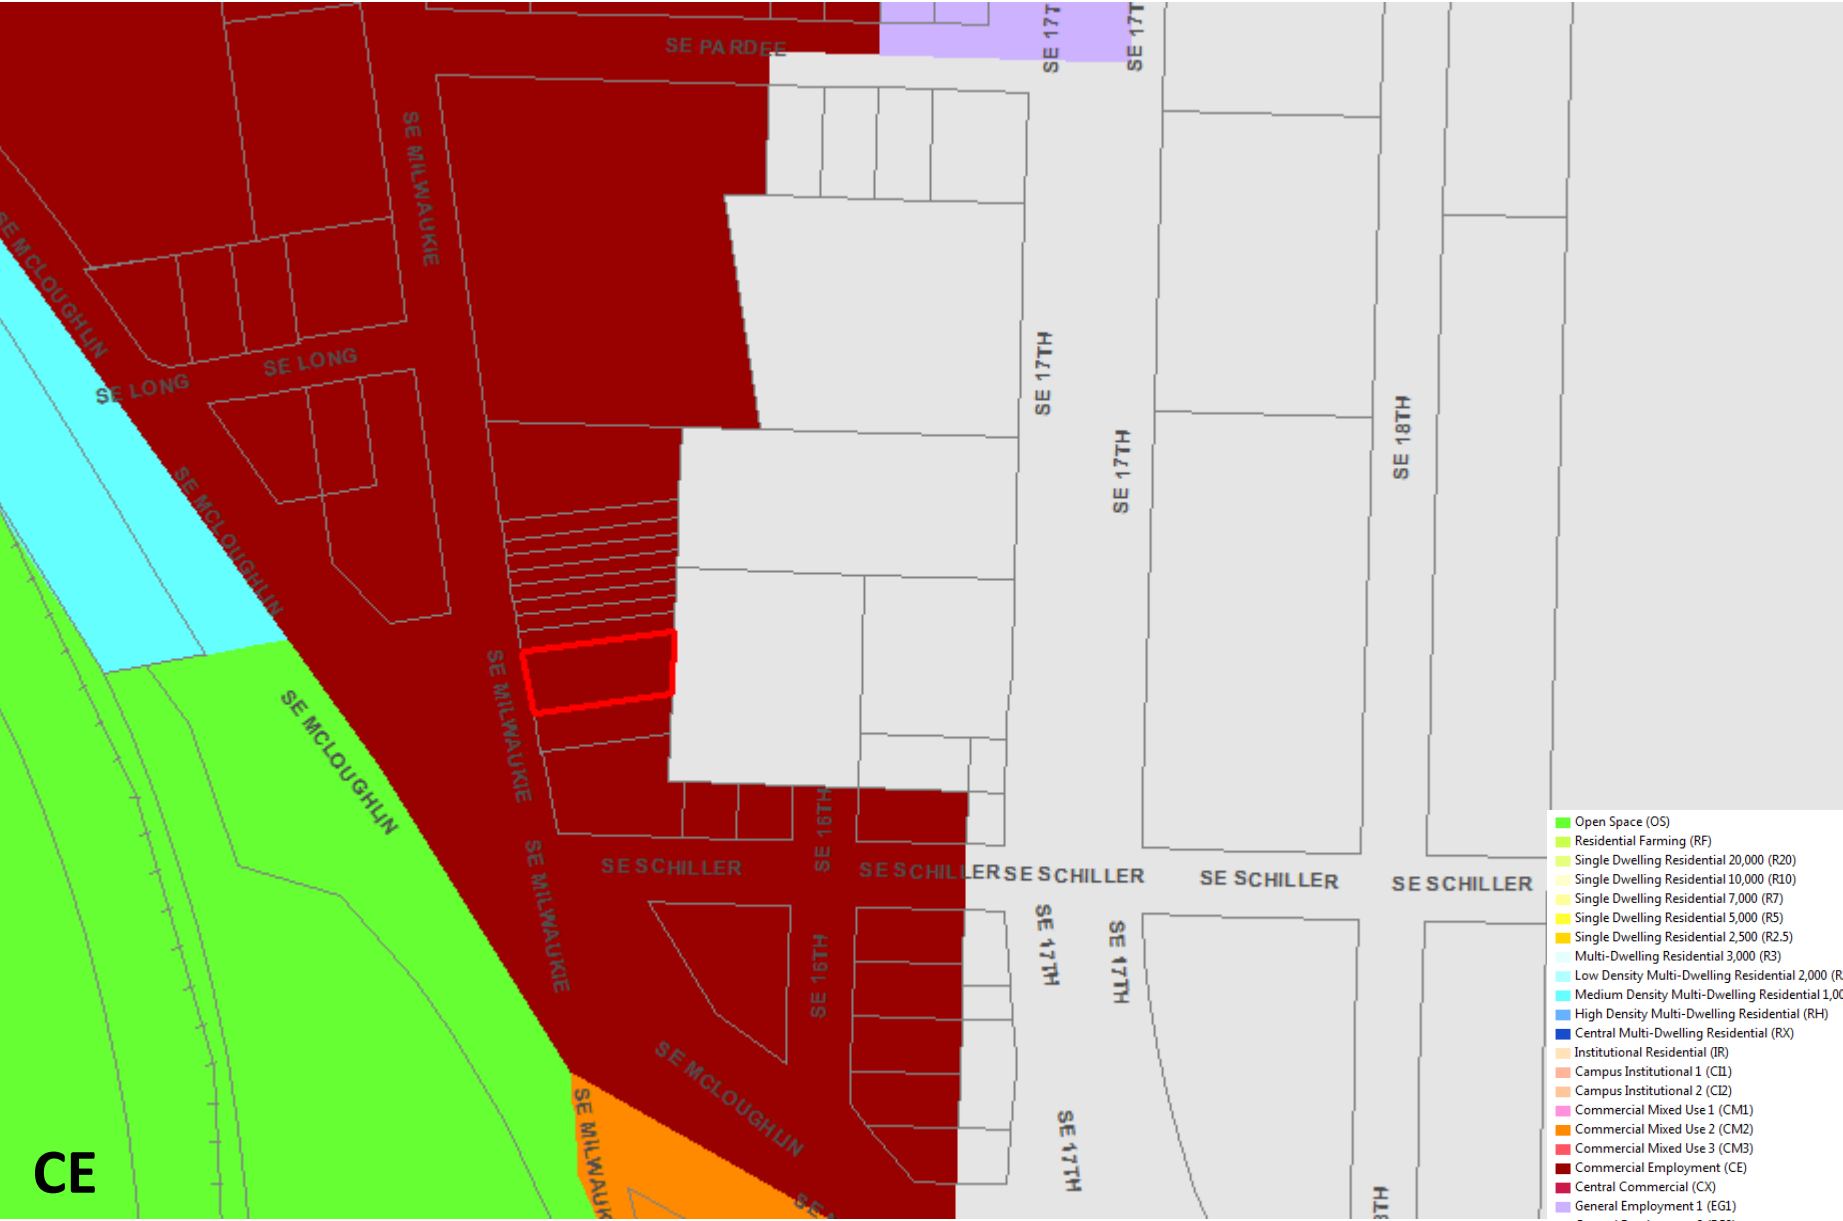 SE PARDEE
SE 17T
SE 17T
SE MILWAUKIE
SE MCLOUGHLIN
SE LONG
SE LONG
SE 17TH
SE 17TH
SE 18TH
SE MCLOUGHLIN
SE MILWAUKIE
SE MCLOUGHLIN
SE 16TH
SE SCHILLER
SE SCHILLER
SE SCHILLER
SE SCHILLER
SE SCHILLER
SE MILWAUKIE
SE 16TH
SE 17TH
SE 17TH
SE MCLOUGHLIN
SE MILWAUK
SE 17TH
8TH
SE
CE
Open Space (OS)
Residential Farming (RF)
Single Dwelling Residential 20,000 (R20)
Single Dwelling Residential 10,000 (R10)
Single Dwelling Residential 7,000 (R7)
Single Dwelling Residential 5,000 (R5)
Single Dwelling Residential 2,500 (R2.5)
Multi-Dwelling Residential 3,000 (R3)
Low Density Multi-Dwelling Residential 2,000 (R
Medium Density Multi-Dwelling Residential 1,00
High Density Multi-Dwelling Residential (RH)
Central Multi-Dwelling Residential (RX)
Institutional Residential (IR)
Campus Institutional 1 (CI1)
Campus Institutional 2 (CI2)
Commercial Mixed Use 1 (CM1)
Commercial Mixed Use 2 (CM2)
Commercial Mixed Use 3 (CM3)
Commercial Employment (CE)
Central Commercial (CX)
General Employment 1 (EG1)